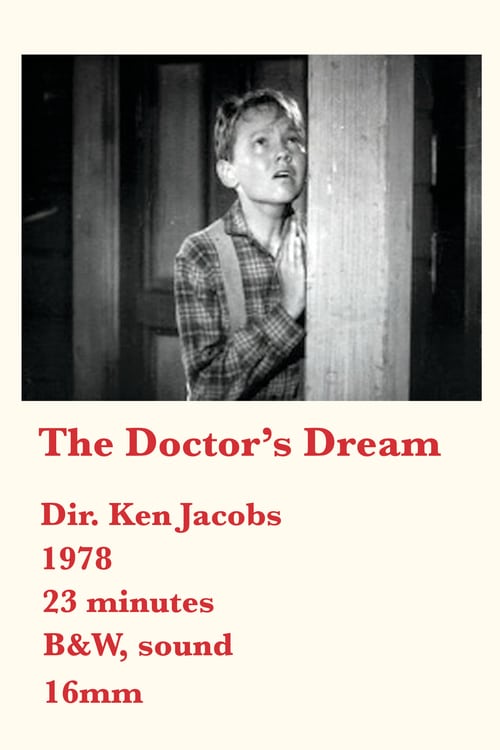 The Doctor’s Dream
Dir. Ken Jacobs
1978
23 minutes
B&W, sound
16mm